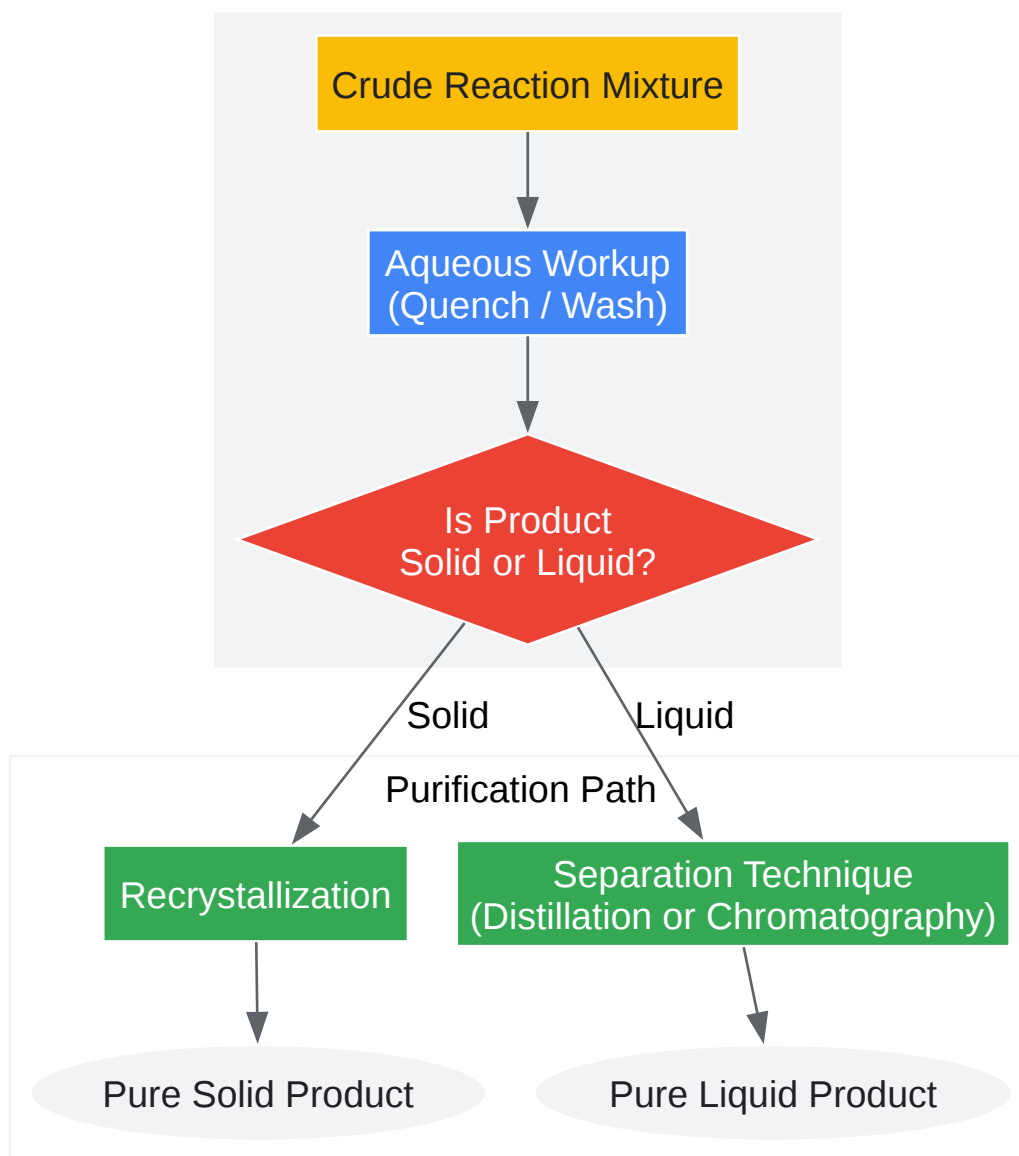 Crude Reaction Mixture
Aqueous Workup
(Quench / Wash)
Is Product
Solid or Liquid?
Solid
Liquid
Purification Path
Recrystallization
Separation Technique
(Distillation or Chromatography)
Pure Solid Product
Pure Liquid Product